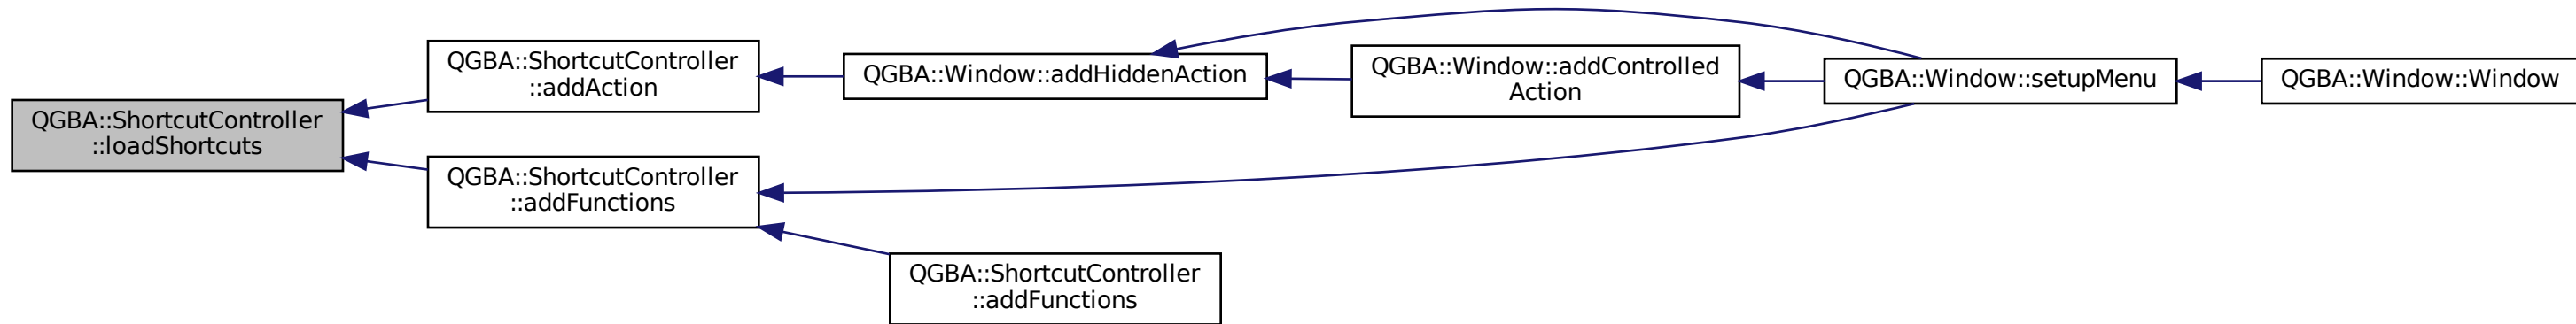 QGBA::ShortcutController
::loadShortcuts
QGBA::ShortcutController
::addAction
QGBA::ShortcutController
::addFunctions
QGBA::Window::addHiddenAction
QGBA::ShortcutController
::addFunctions
QGBA::Window::addControlled
Action
QGBA::Window::setupMenu
QGBA::Window::Window